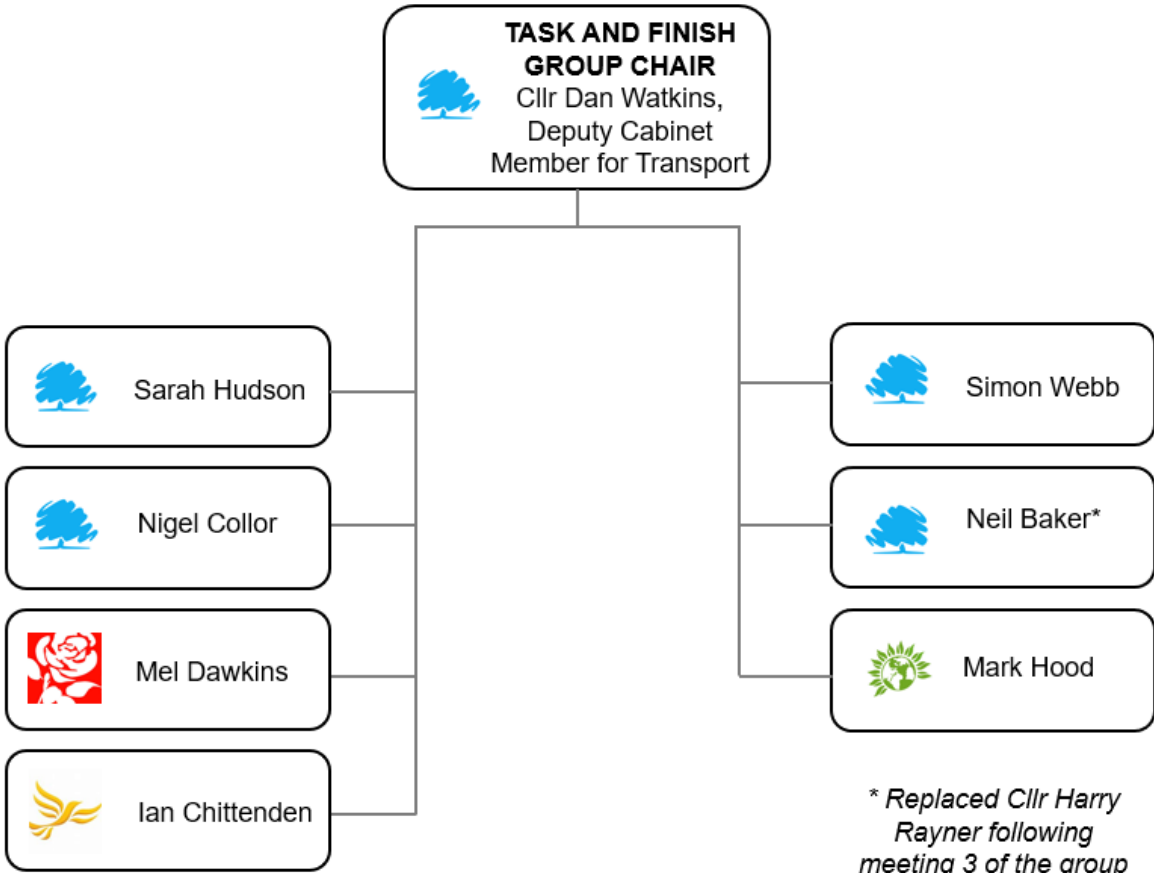 TASK AND FINISH
GROUP CHAIR
Cllr Dan Watkins,
Deputy Cabinet
Member for Transport
Sarah Hudson
Nigel Collor
Mel Dawkins
Ian Chittenden
Simon Webb
Neil Baker*
Mark Hood
* Replaced Cllr Harry
Rayner following
meeting 3 of the group